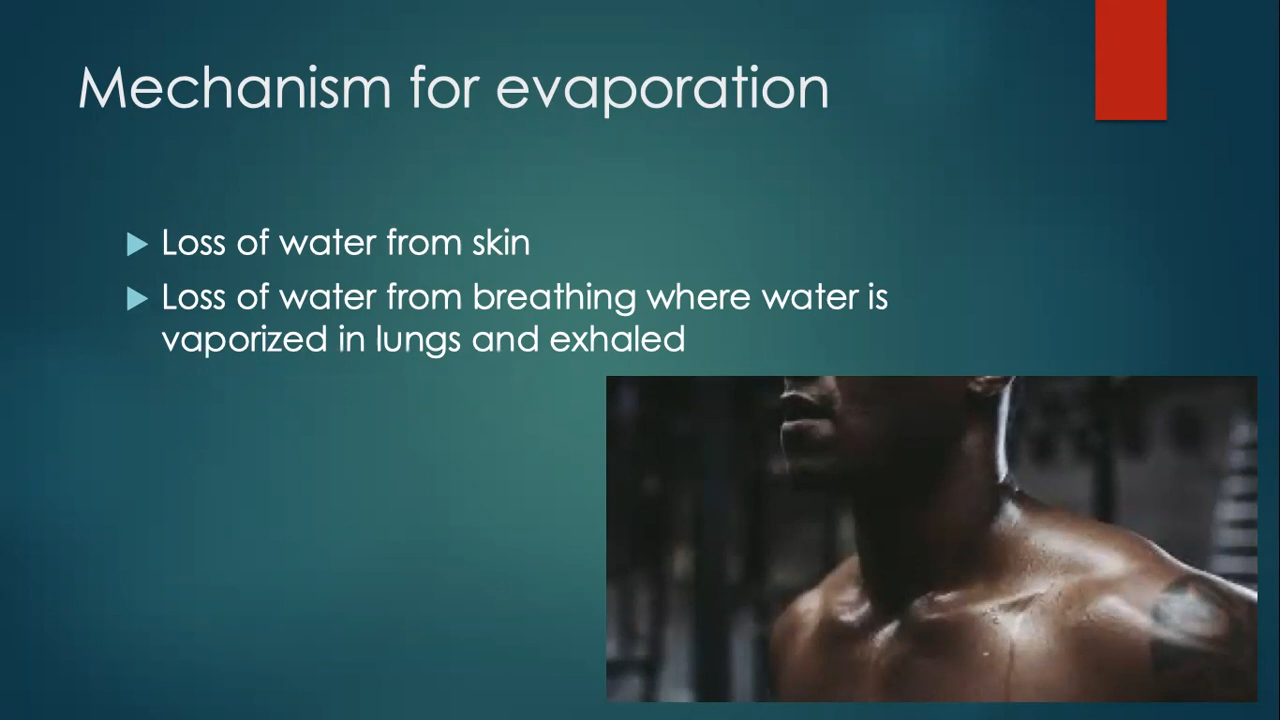 Mechanism for evaporation
Loss of water from skin
Loss of water from breathing where water is
vaporized in lungs and exhaled